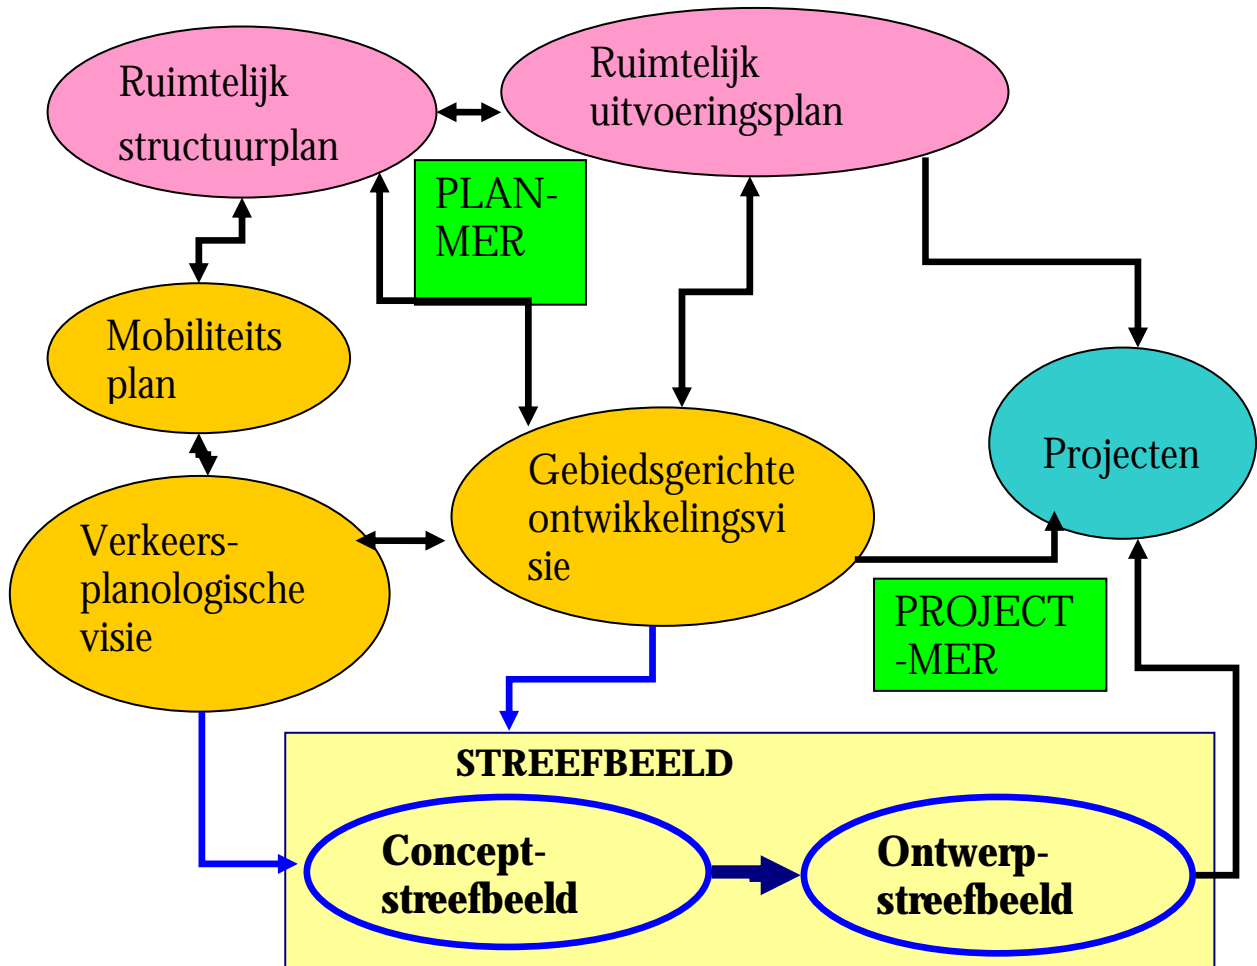 Ruimtelijk
structuurplan
Ruimtelijk
uitvoeringsplan
PLAN-
MER
Mobiliteits
plan
Gebiedsgerichte
ontwikkelingsvi
sie
Projecten
Verkeers-
planologische
visie
PROJECT
-MER
STREEFBEELD
Concept-
streefbeeld
Ontwerp-
streefbeeld